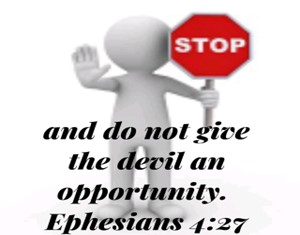 STOP
and do not give
the devil an
opportunity.
Ephesians 4:27